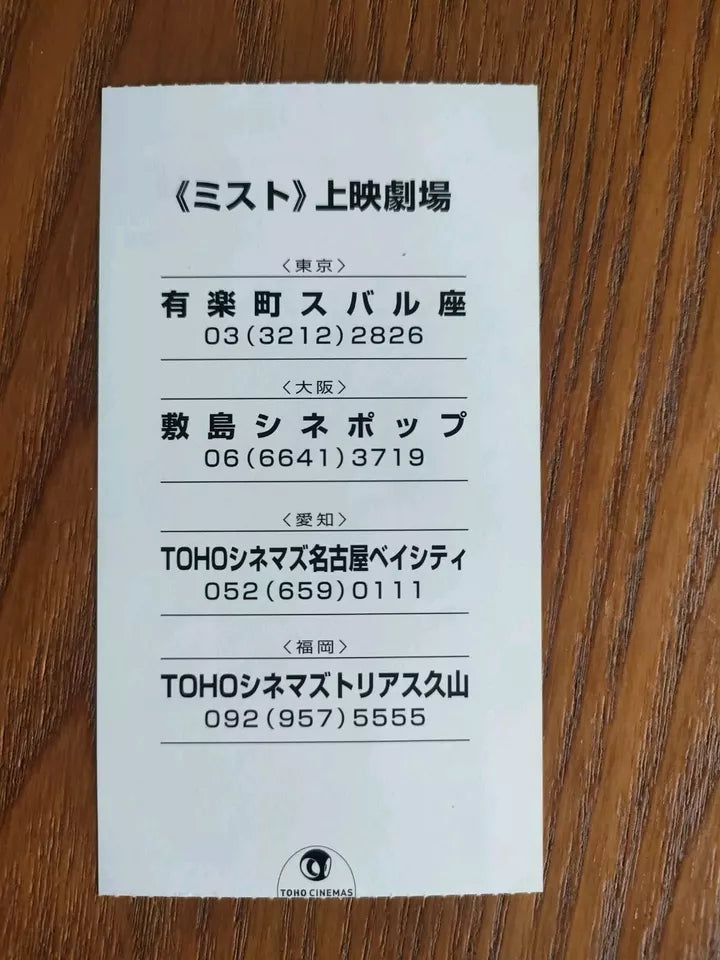 《ミスト》上映劇場
〈東京〉
有楽町スバル座
03(3212)2826
〈大阪〉
敷島シネポップ
06(6641)3719
〈愛知〉
TOHOシネマズ名古屋ベイシティ
052(659)0111
〈福岡〉
TOHOシネマズトリアス久山
092(957)5555
TOHO CINEMAS